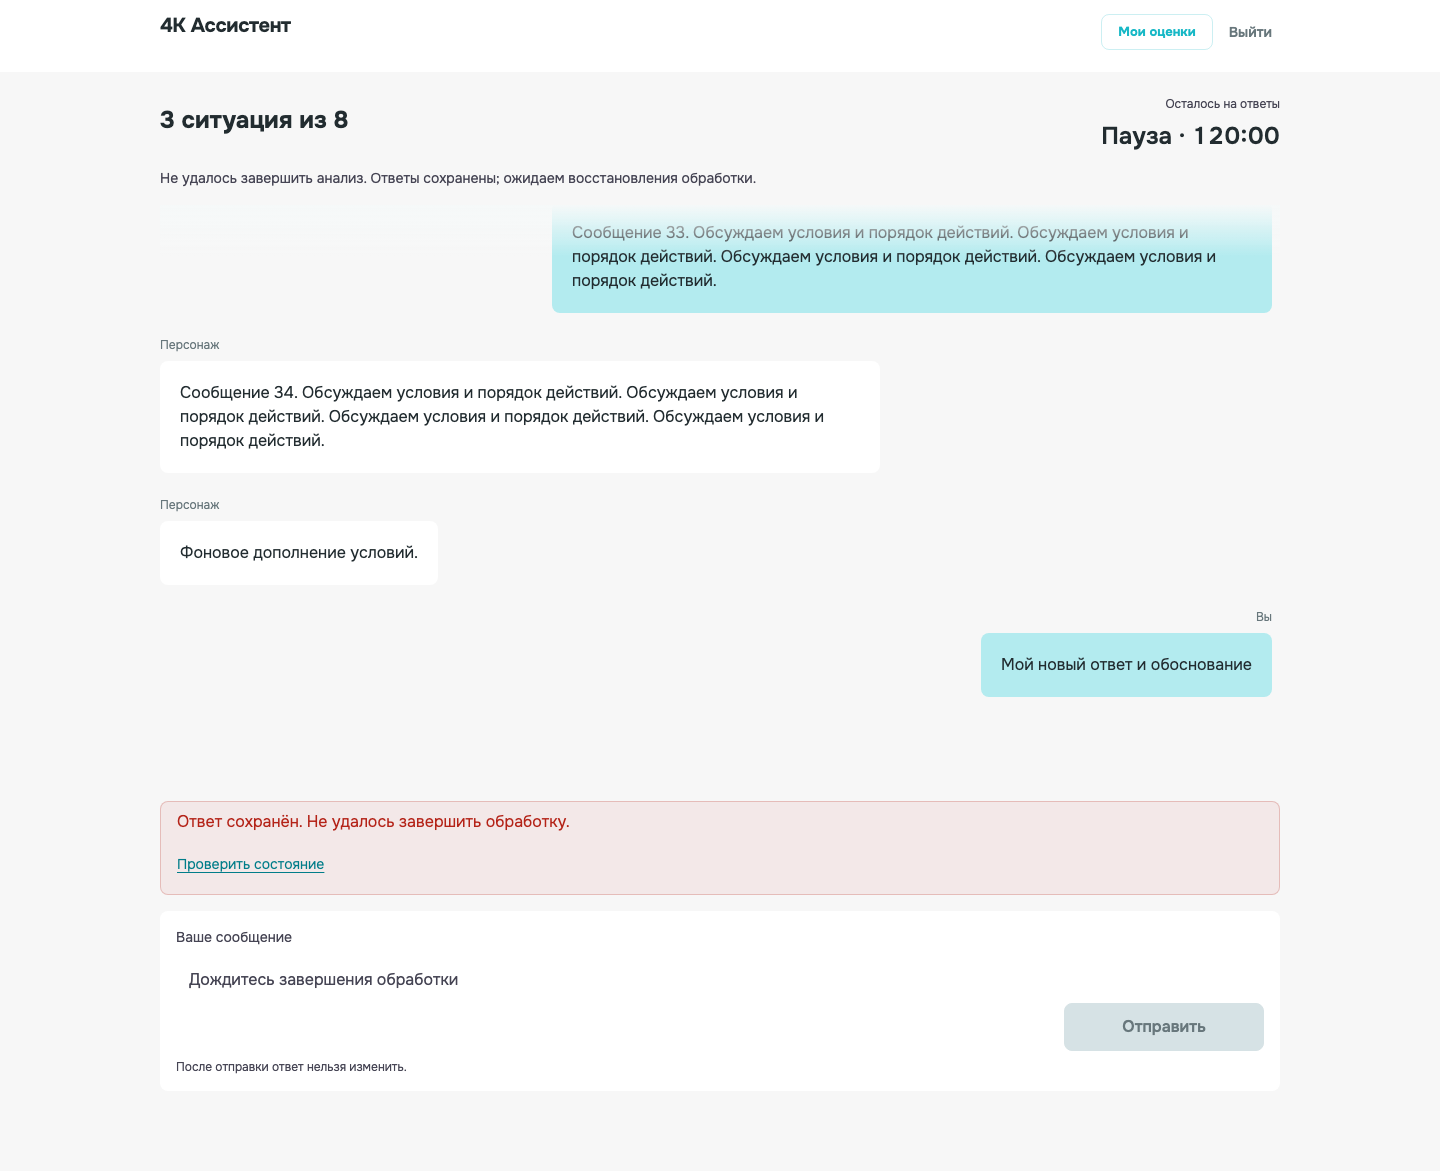 4К Ассистент
Мои оценки
Выйти
3 ситуация из 8
Осталось на ответы
Пауза · 120:00
Не удалось завершить анализ. Ответы сохранены; ожидаем восстановления обработки.
Сообщение 33. Обсуждаем условия и порядок действий. Обсуждаем условия и
порядок действий. Обсуждаем условия и порядок действий. Обсуждаем условия и
порядок действий.
Персонаж
Сообщение 34. Обсуждаем условия и порядок действий. Обсуждаем условия и
порядок действий. Обсуждаем условия и порядок действий. Обсуждаем условия и
порядок действий.
Персонаж
Фоновое дополнение условий.
Вы
Мой новый ответ и обоснование
Ответ сохранён. Не удалось завершить обработку.
Проверить состояние
Ваше сообщение
Дождитесь завершения обработки
Отправить
После отправки ответ нельзя изменить.